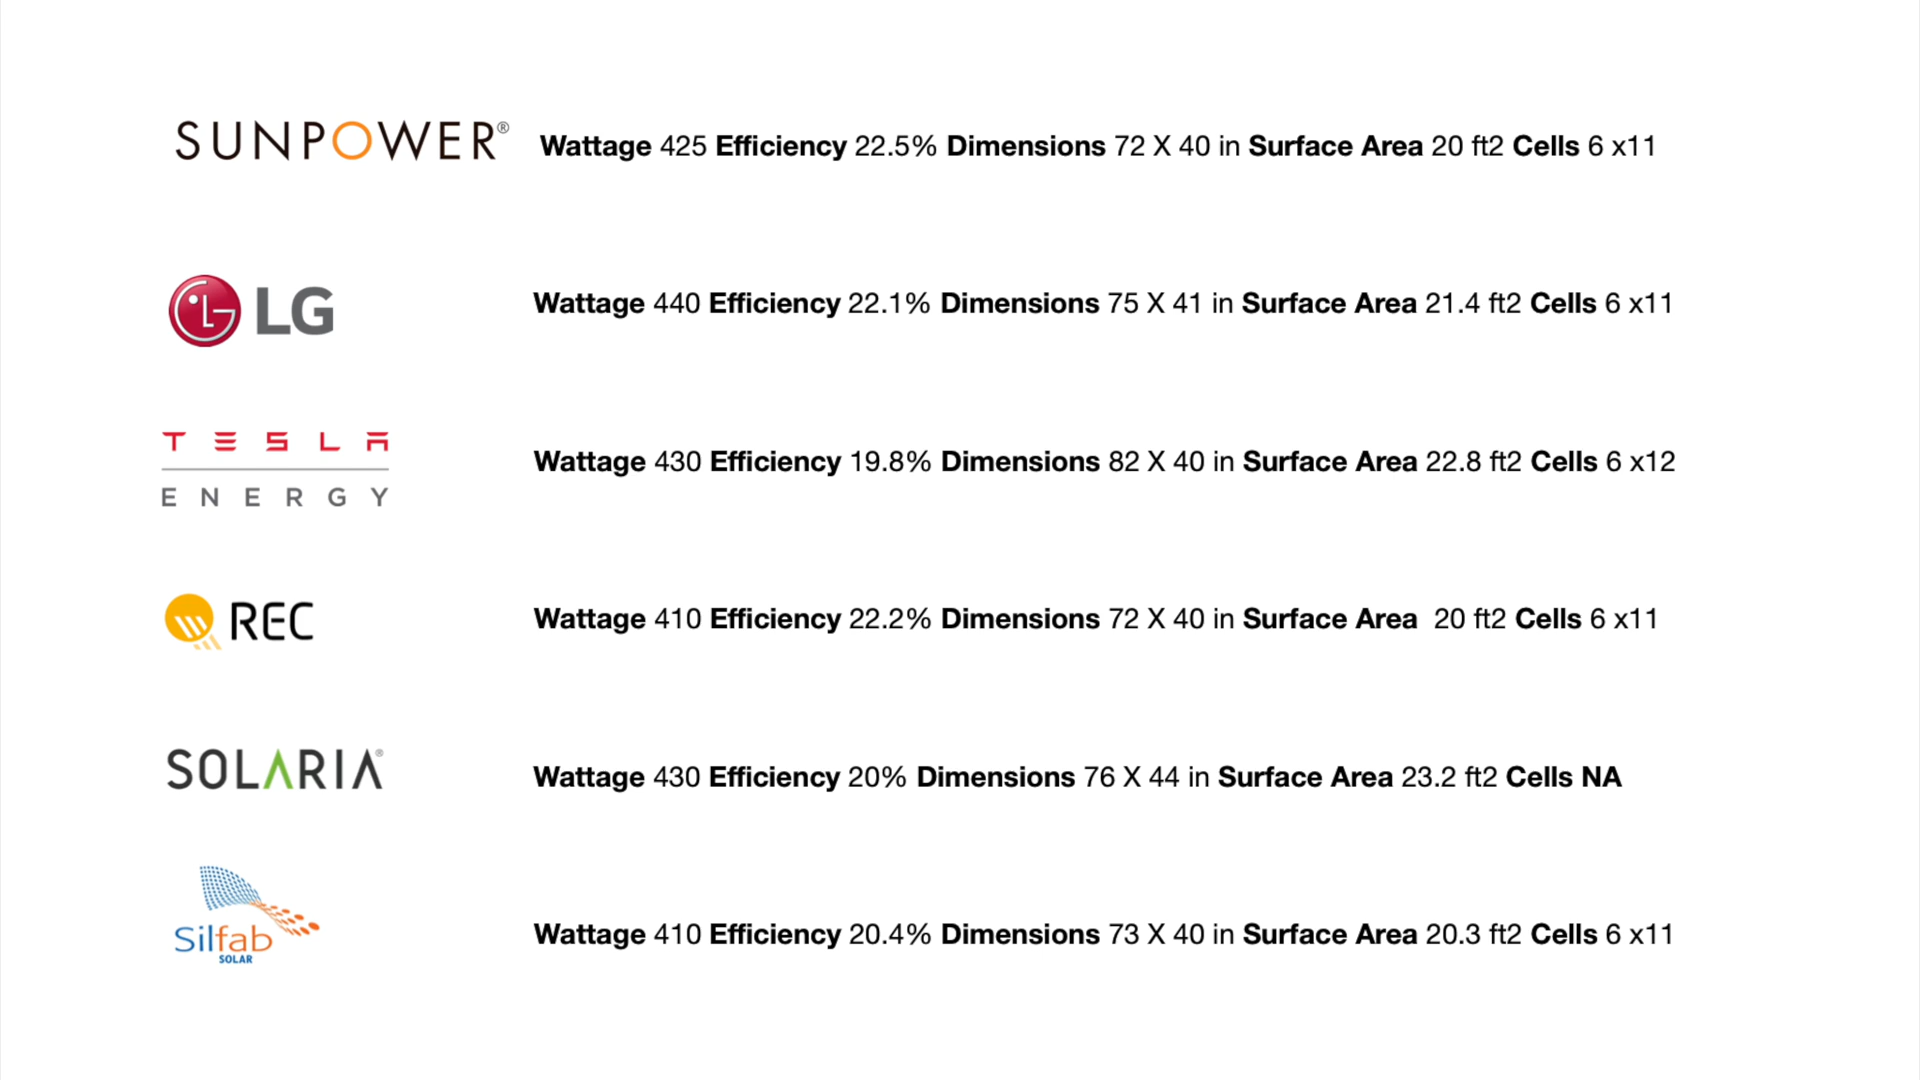 SUNPOWER® Wattage 425 Efficiency 22.5% Dimensions 72 X 40 in Surface Area 20 ft2 Cells 6 x11
LG LG Wattage 440 Efficiency 22.1% Dimensions 75 X 41 in Surface Area 21.4 ft2 Cells 6 x11
TESLA
ENERGY
Wattage 430 Efficiency 19.8% Dimensions 82 X 40 in Surface Area 22.8 ft2 Cells 6 x12
REC Wattage 410 Efficiency 22.2% Dimensions 72 X 40 in Surface Area 20 ft2 Cells 6 x11
SOLARIA® Wattage 430 Efficiency 20% Dimensions 76 X 44 in Surface Area 23.2 ft2 Cells NA
Silfab
SOLAR
Wattage 410 Efficiency 20.4% Dimensions 73 X 40 in Surface Area 20.3 ft2 Cells 6 x11